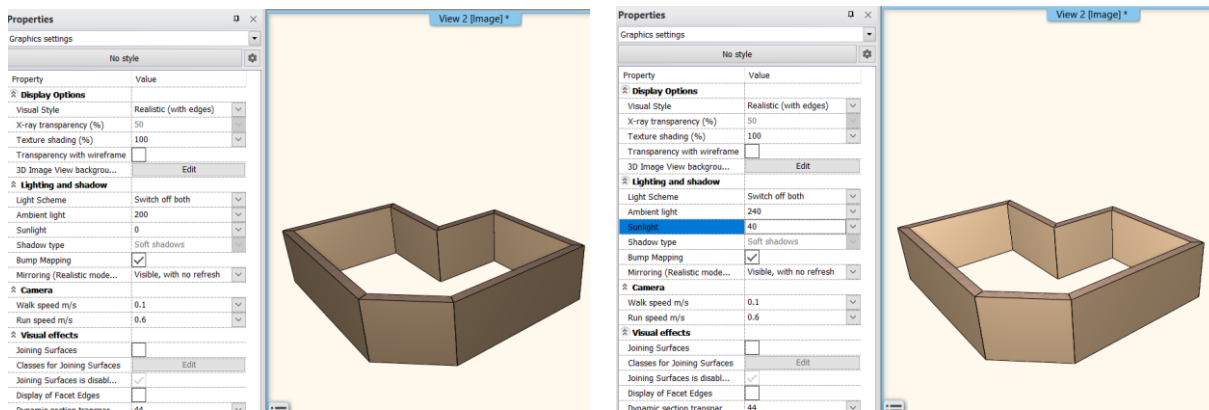 Properties
View 2 [Image] *
Graphics settings
No style
Property Value
Display Options
Visual Style Realistic (with edges)
X-ray transparency (%) 50
Texture shading (%) 100
Transparency with wireframe
3D Image View backgrou... Edit
Lighting and shadow
Light Scheme Switch off both
Ambient light 200
Sunlight 0
Shadow type Soft shadows
Bump Mapping
Mirroring (Realistic mode... Visible, with no refresh
Camera
Walk speed m/s 0.1
Run speed m/s 0.6
Visual effects
Joining Surfaces
Classes for Joining Surfaces Edit
Joining Surfaces is disabl...
Display of Facet Edges
Dynamic section transpar... 44
Properties
View 2 [Image] *
Graphics settings
No style
Property Value
Display Options
Visual Style Realistic (with edges)
X-ray transparency (%) 50
Texture shading (%) 100
Transparency with wireframe
3D Image View backgrou... Edit
Lighting and shadow
Light Scheme Switch off both
Ambient light 240
Sunlight 40
Shadow type Soft shadows
Bump Mapping
Mirroring (Realistic mode... Visible, with no refresh
Camera
Walk speed m/s 0.1
Run speed m/s 0.6
Visual effects
Joining Surfaces
Classes for Joining Surfaces Edit
Joining Surfaces is disabl...
Display of Facet Edges
Dynamic section transpar... 44